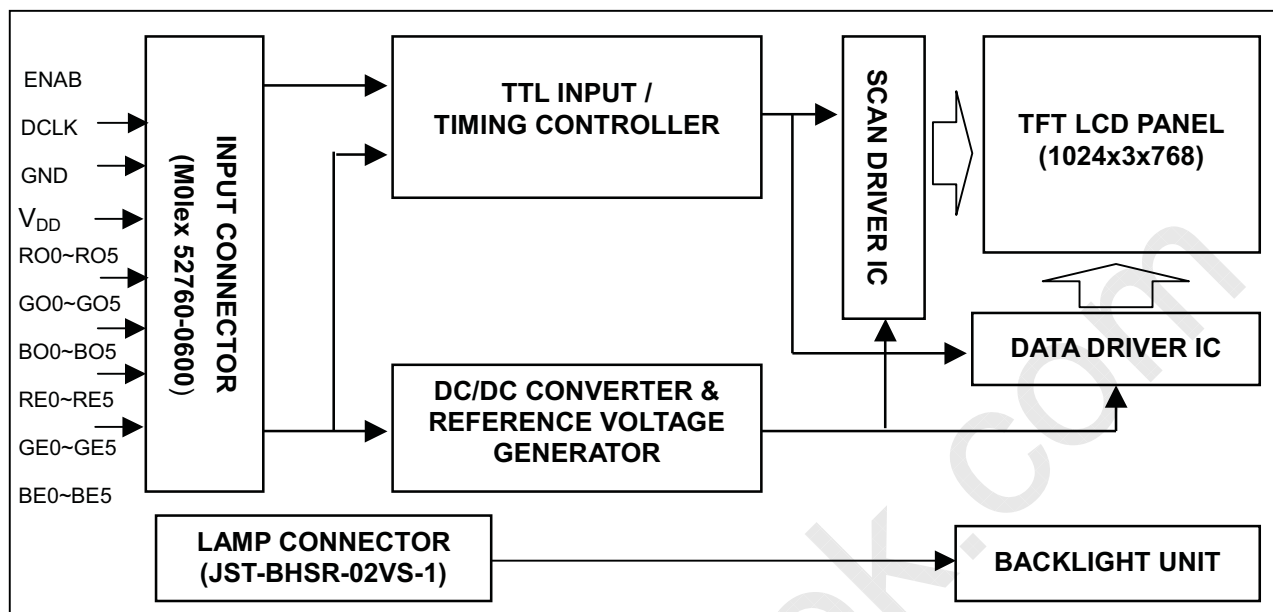 ENAB
DCLK
GND
VDD
RO0~RO5
GO0~GO5
BO0~BO5
RE0~RE5
GE0~GE5
BE0~BE5
INPUT CONNECTOR
(M0lex 52760-0600)
TTL INPUT /
TIMING CONTROLLER
SCAN DRIVER IC
TFT LCD PANEL
(1024x3x768)
DATA DRIVER IC
DC/DC CONVERTER &
REFERENCE VOLTAGE
GENERATOR
LAMP CONNECTOR
(JST-BHSR-02VS-1)
BACKLIGHT UNIT